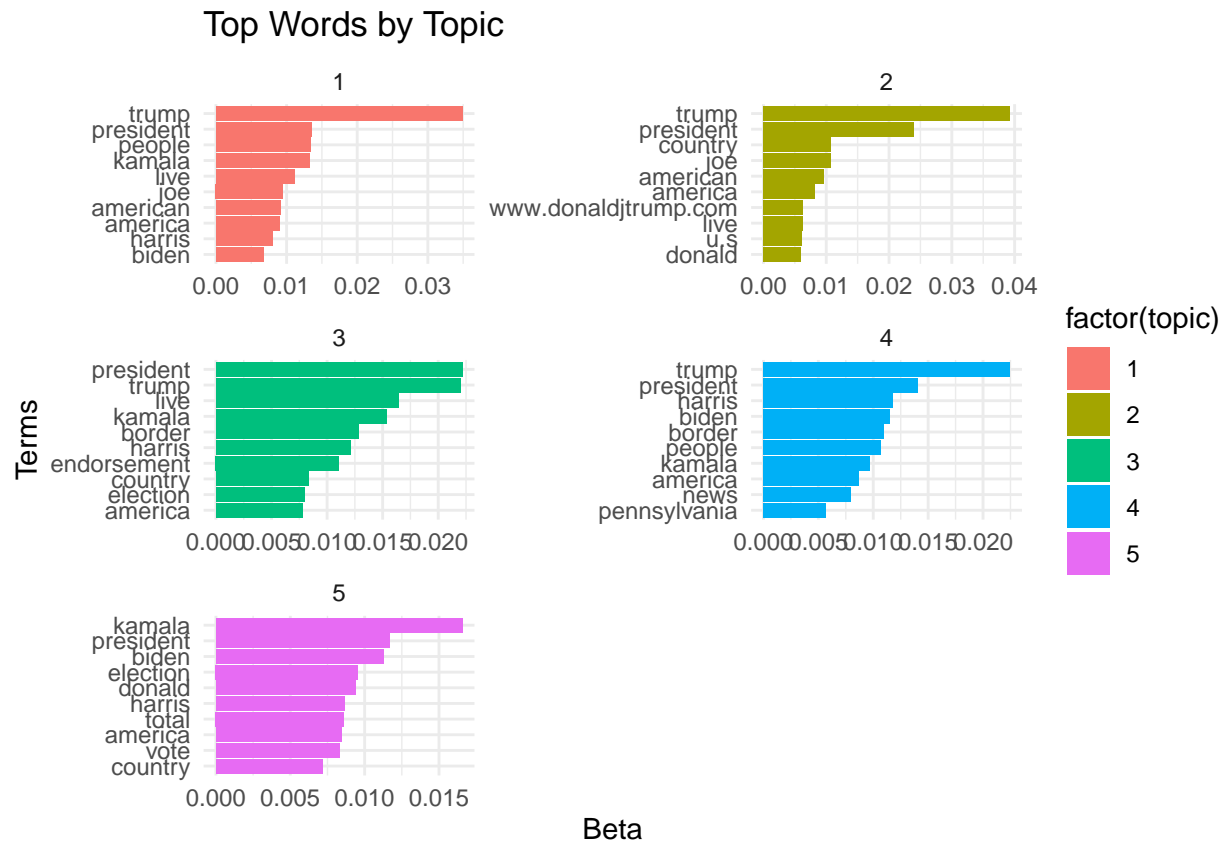 Top Words by Topic
1
trump
president
people
kamala
live
joe
american
america
harris
biden
0.00 0.01 0.02 0.03
2
trump
president
country
joe
american
america
www.donaldjtrump.com
live
u.s
donald
0.00 0.01 0.02 0.03 0.04
3
president
trump
live
kamala
border
harris
endorsement
country
election
america
0.000 0.005 0.010 0.015 0.020
4
trump
president
harris
biden
border
people
kamala
america
news
pennsylvania
0.000 0.005 0.010 0.015 0.020
5
kamala
president
biden
election
donald
harris
total
america
vote
country
0.000 0.005 0.010 0.015
Terms
Beta
factor(topic)
1
2
3
4
5